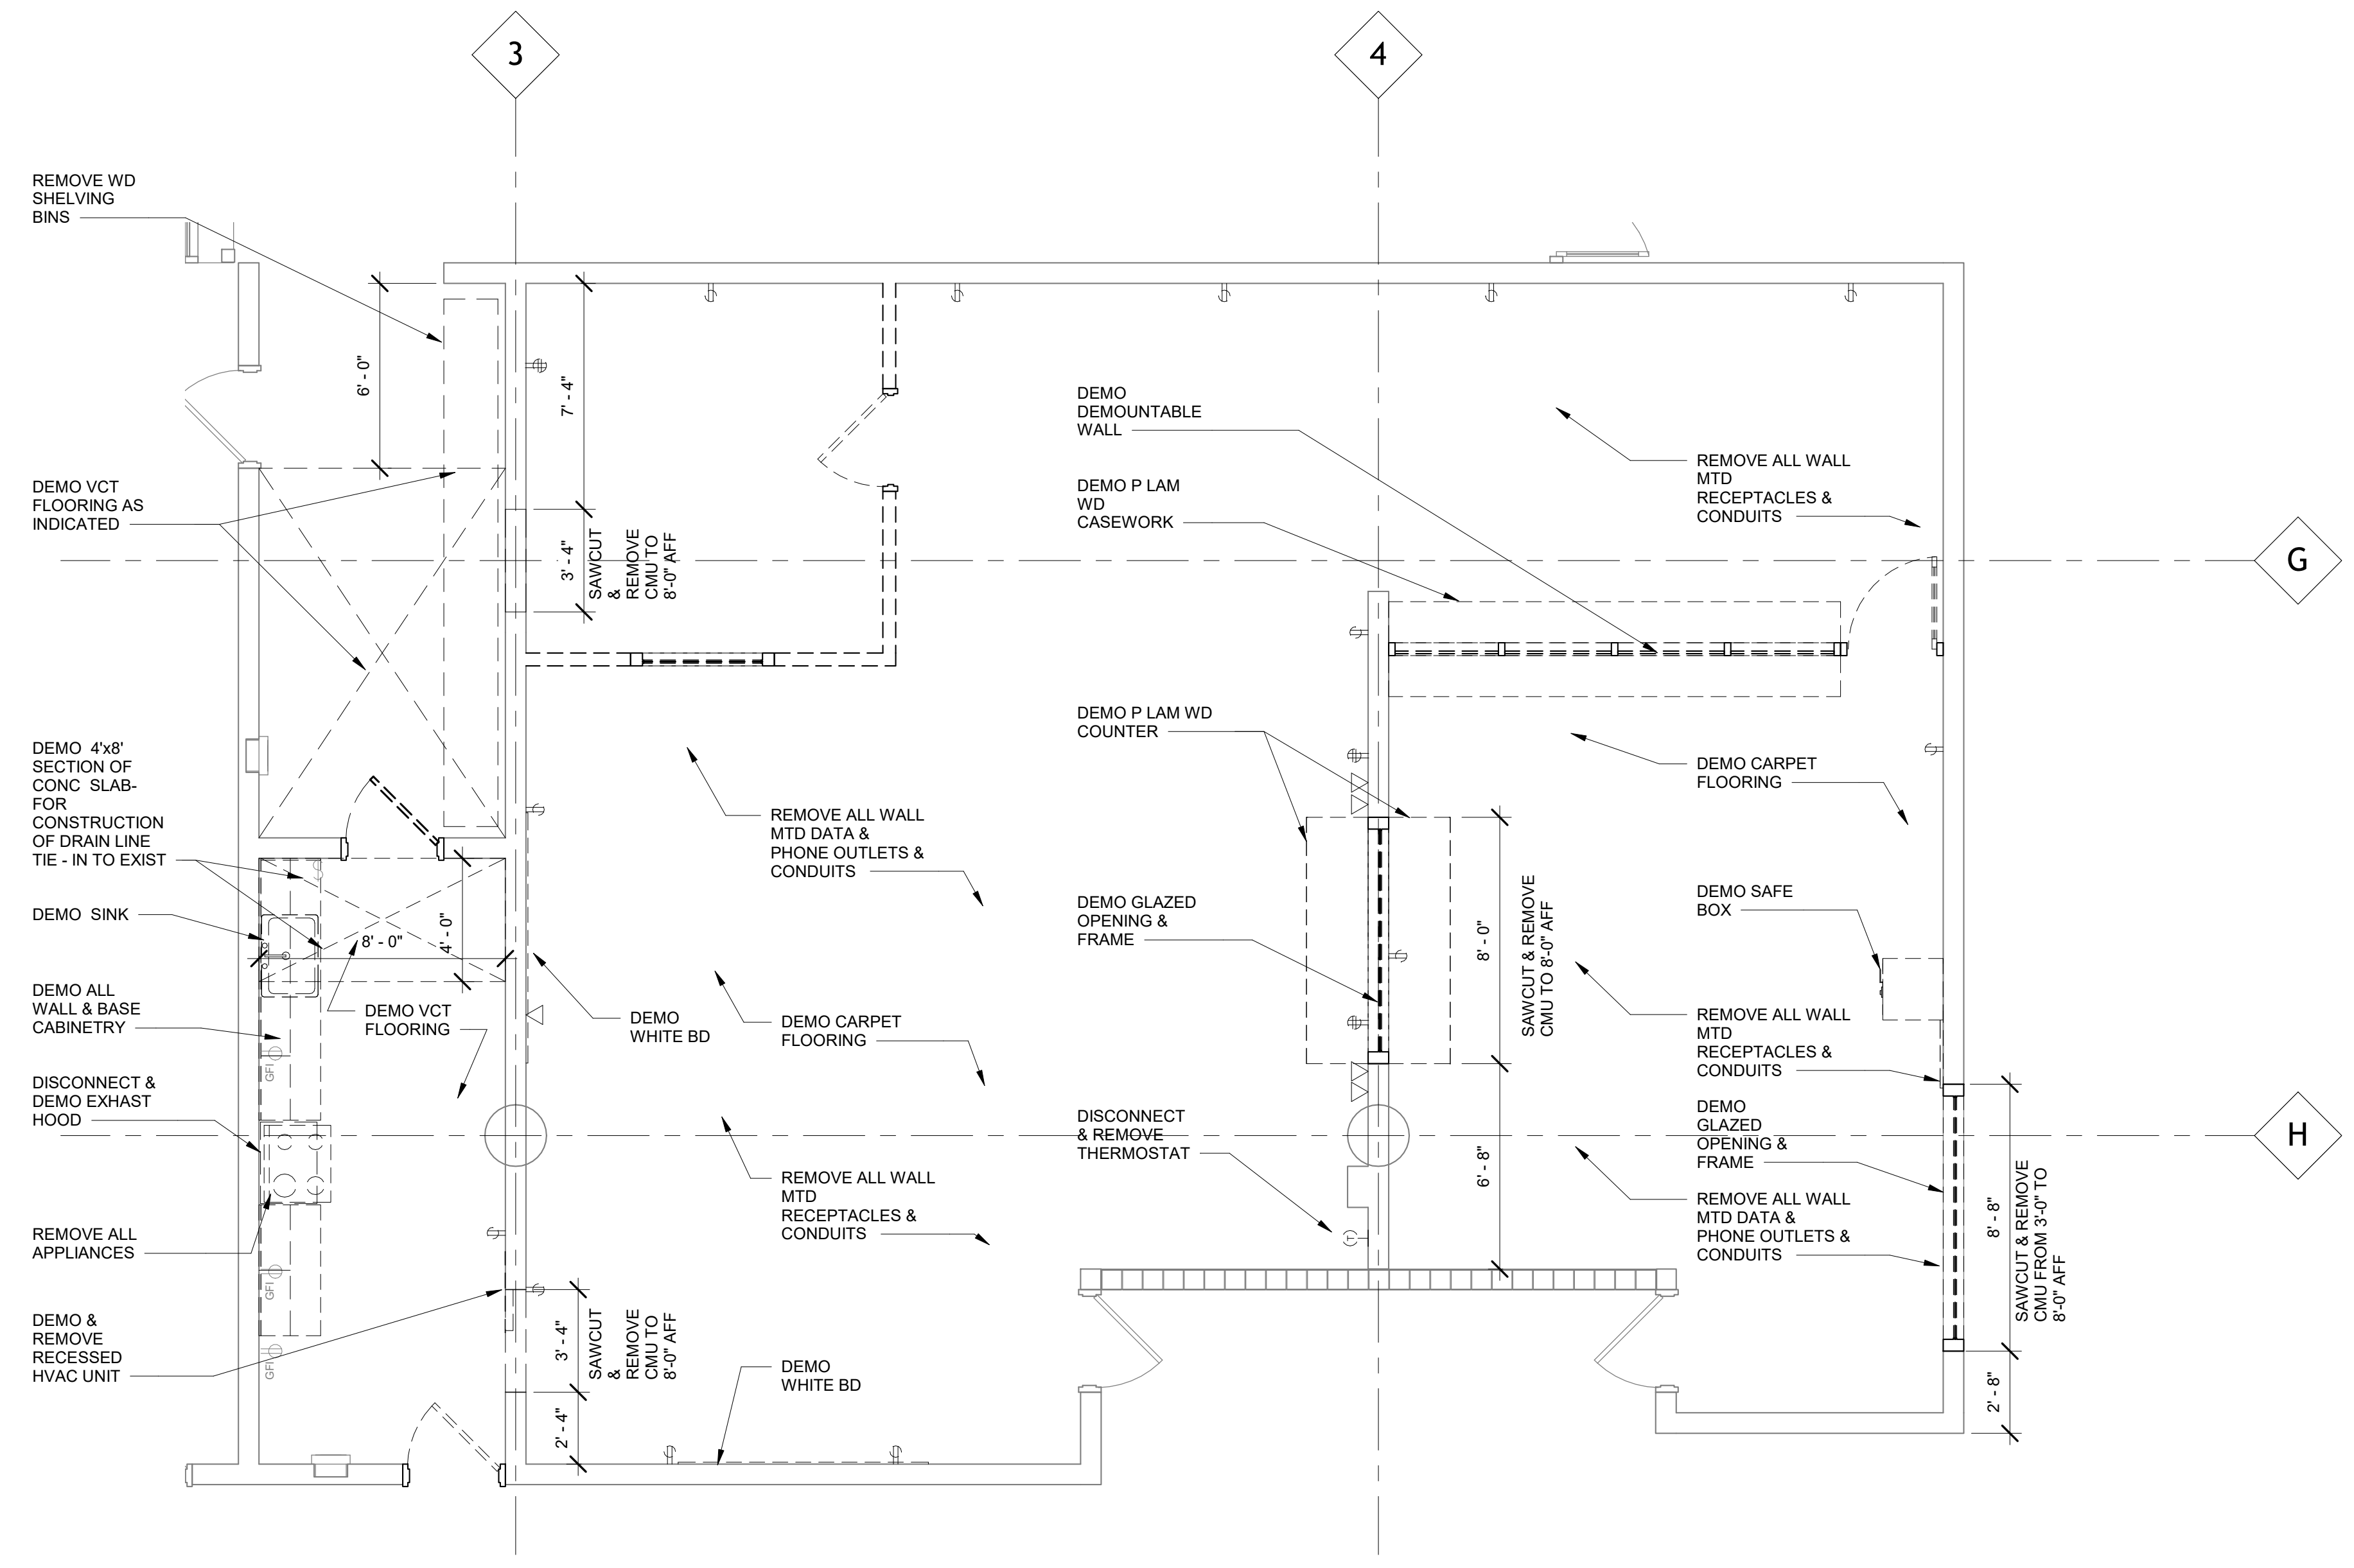 3
4
REMOVE WD
SHELVING
BINS
6' - 0"
7' - 4"
DEMO
DEMOUNTABLE
WALL
REMOVE ALL WALL
MTD
RECEPTACLES &
CONDUITS
DEMO VCT
FLOORING AS
INDICATED
DEMO P LAM
WD
CASEWORK
3' - 4"
SAWCUT
&
REMOVE
CMU TO
8'-0" AFF
G
DEMO P LAM WD
COUNTER
DEMO 4'x8'
SECTION OF
CONC SLAB-
FOR
CONSTRUCTION
OF DRAIN LINE
TIE - IN TO EXIST
DEMO CARPET
FLOORING
REMOVE ALL WALL
MTD DATA &
PHONE OUTLETS &
CONDUITS
DEMO SINK
8' - 0"
4' - 0"
DEMO GLAZED
OPENING &
FRAME
8' - 0"
SAWCUT & REMOVE
CMU TO 8'-0" AFF
DEMO SAFE
BOX
DEMO ALL
WALL & BASE
CABINETRY
DEMO VCT
FLOORING
DEMO
WHITE BD
DEMO CARPET
FLOORING
REMOVE ALL WALL
MTD
RECEPTACLES &
CONDUITS
GFI
DISCONNECT &
DEMO EXHAST
HOOD
DISCONNECT
& REMOVE
THERMOSTAT
T
6' - 8"
DEMO
GLAZED
OPENING &
FRAME
H
REMOVE ALL WALL
MTD
RECEPTACLES &
CONDUITS
REMOVE ALL WALL
MTD DATA &
PHONE OUTLETS &
CONDUITS
8' - 8"
SAWCUT & REMOVE
CMU FROM 3'-0" TO
8'-0" AFF
REMOVE ALL
APPLIANCES
GFI
DEMO &
REMOVE
RECESSED
HVAC UNIT
GFI
3' - 4"
SAWCUT
&
REMOVE
CMU TO
8'-0" AFF
DEMO
WHITE BD
2' - 4"
2' - 8"